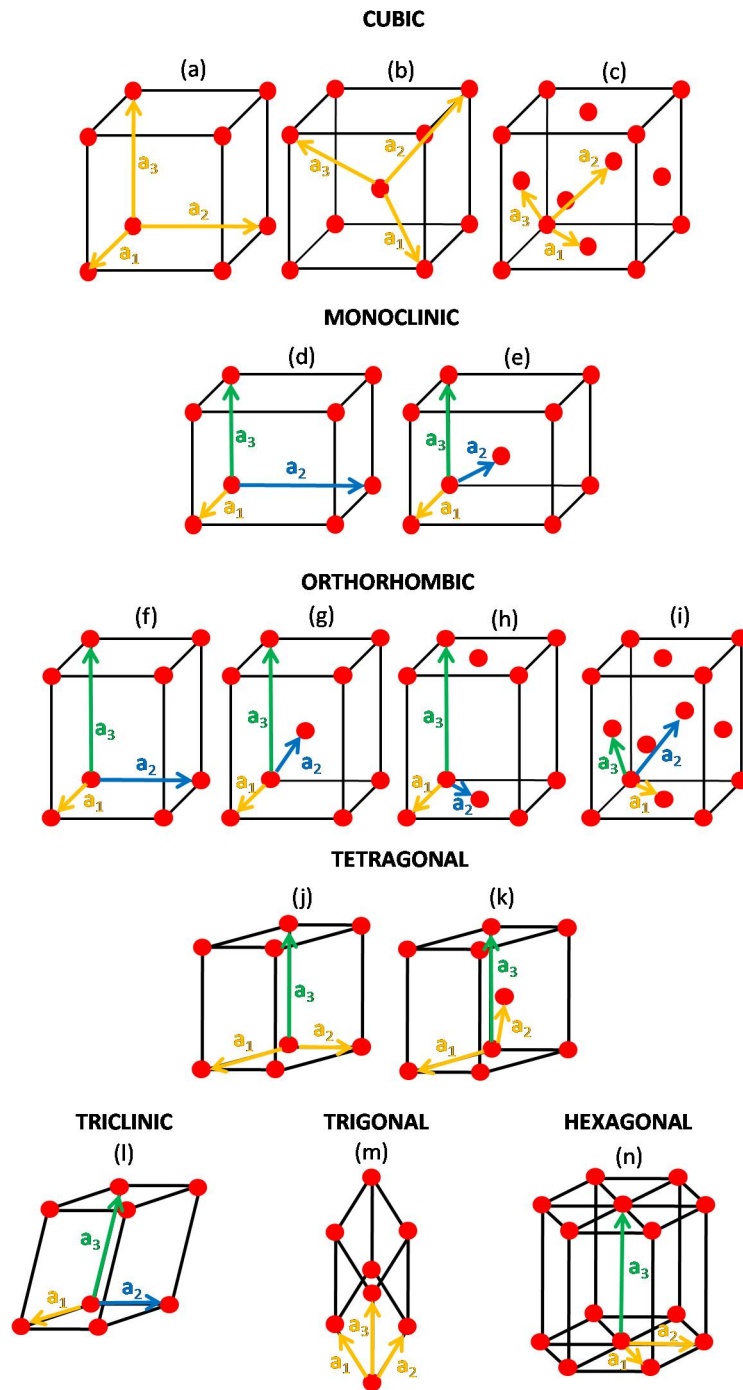 CUBIC
(a) (b) (c)
a₃ a₂ a₁
a₃ a₂ a₁
a₂ a₃ a₁
MONOCLINIC
(d) (e)
a₃ a₂ a₁
a₃ a₂ a₁
ORTHORHOMBIC
(f) (g) (h) (i)
a₃ a₂ a₁
a₃ a₁ a₂
a₃ a₁ a₂
a₃ a₂ a₁
TETRAGONAL
(j) (k)
a₃ a₁ a₂
a₃ a₁ a₂
TRICLINIC TRIGONAL HEXAGONAL
(l) (m) (n)
a₃ a₁ a₂
a₃ a₁ a₂
a₃ a₂ a₁